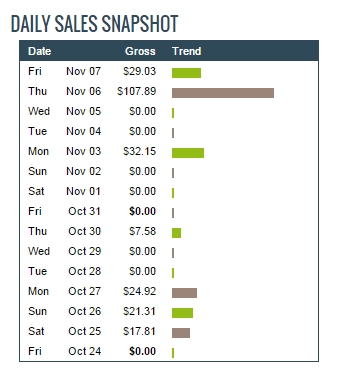 DAILY SALES SNAPSHOT
Date Gross Trend
Fri Nov 07 $29.03
Thu Nov 06 $107.89
Wed Nov 05 $0.00
Tue Nov 04 $0.00
Mon Nov 03 $32.15
Sun Nov 02 $0.00
Sat Nov 01 $0.00
Fri Oct 31 $0.00
Thu Oct 30 $7.58
Wed Oct 29 $0.00
Tue Oct 28 $0.00
Mon Oct 27 $24.92
Sun Oct 26 $21.31
Sat Oct 25 $17.81
Fri Oct 24 $0.00